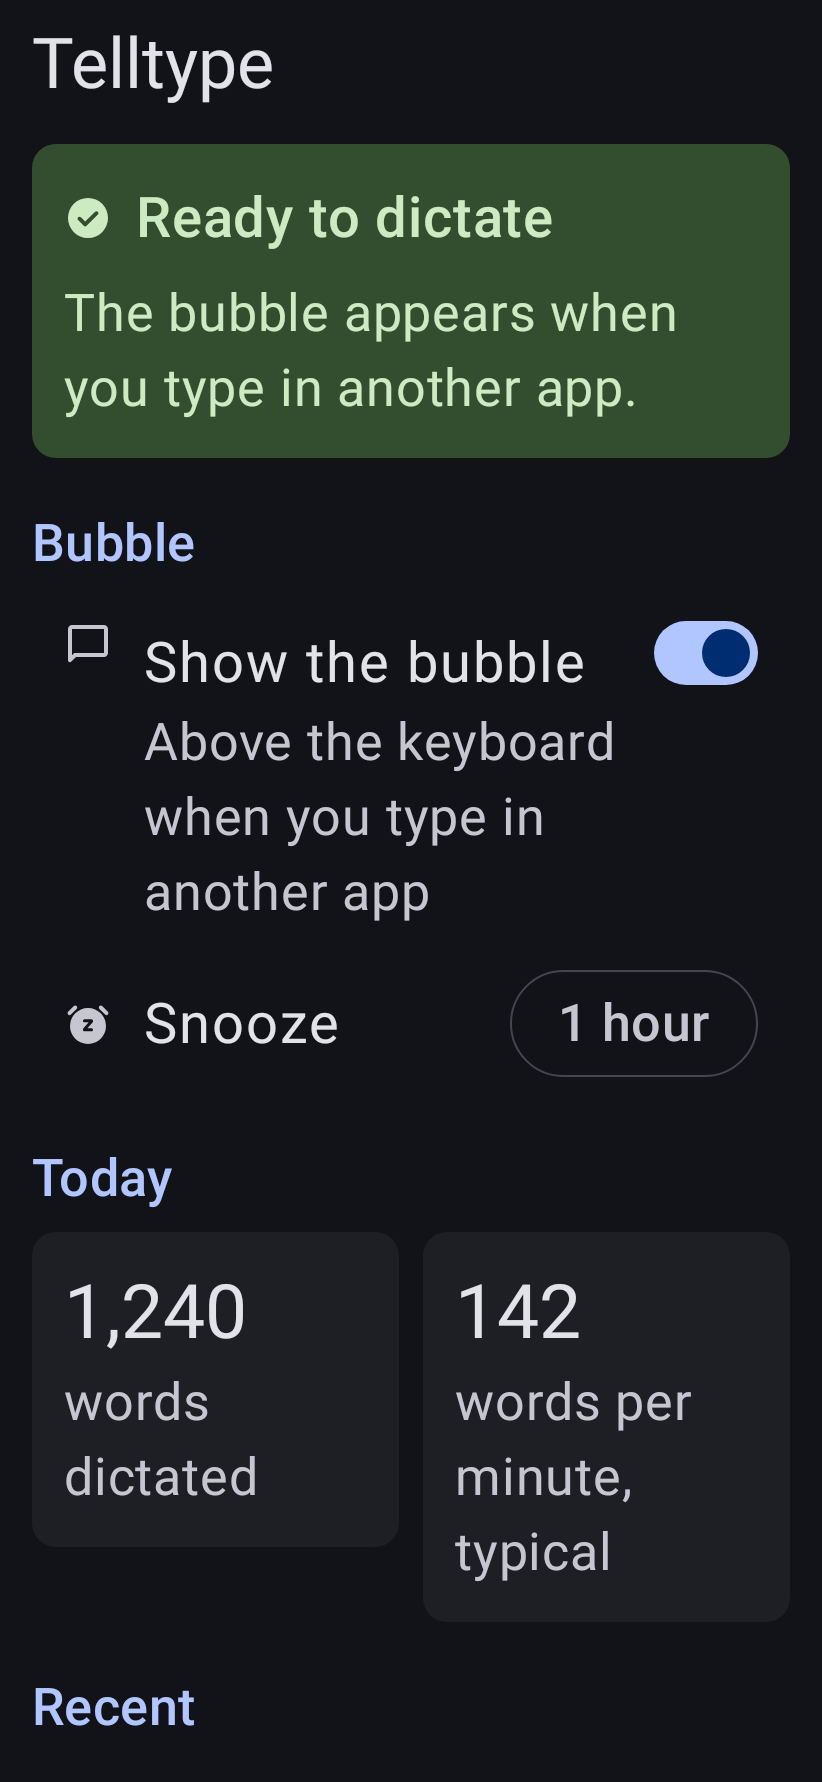 Telltype
Ready to dictate
The bubble appears when
you type in another app.
Bubble
Show the bubble
Above the keyboard
when you type in
another app
Snooze
1 hour
Today
1,240
words
dictated
142
words per
minute,
typical
Recent